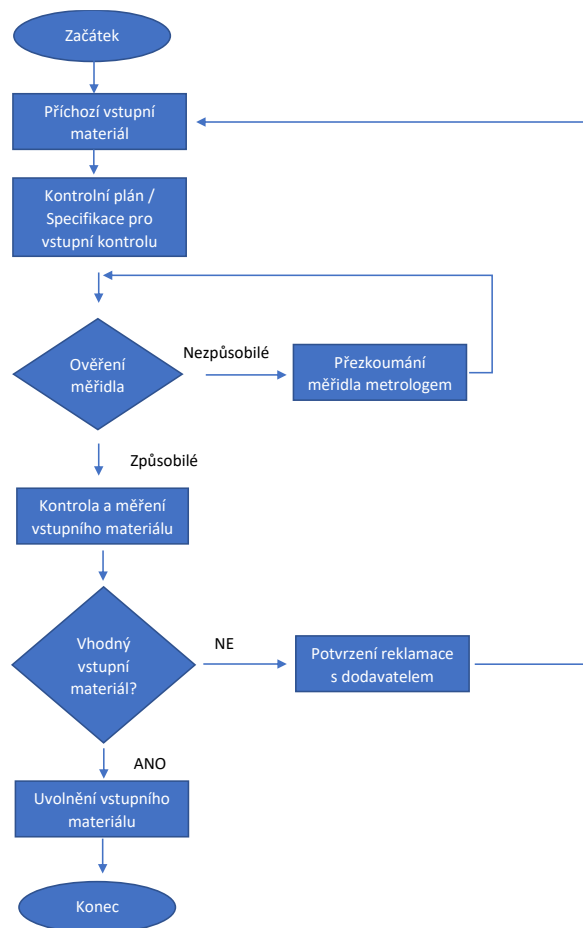 Začátek
Příchozí vstupní
materiál
Kontrolní plán /
Specifikace pro
vstupní kontrolu
Ověření
měřidla
Nezpůsobilé
Přezkoumání
měřidla metrologem
Způsobilé
Kontrola a měření
vstupního materiálu
Vhodný
vstupní
materiál?
NE
Potvrzení reklamace
s dodavatelem
ANO
Uvolnění vstupního
materiálu
Konec